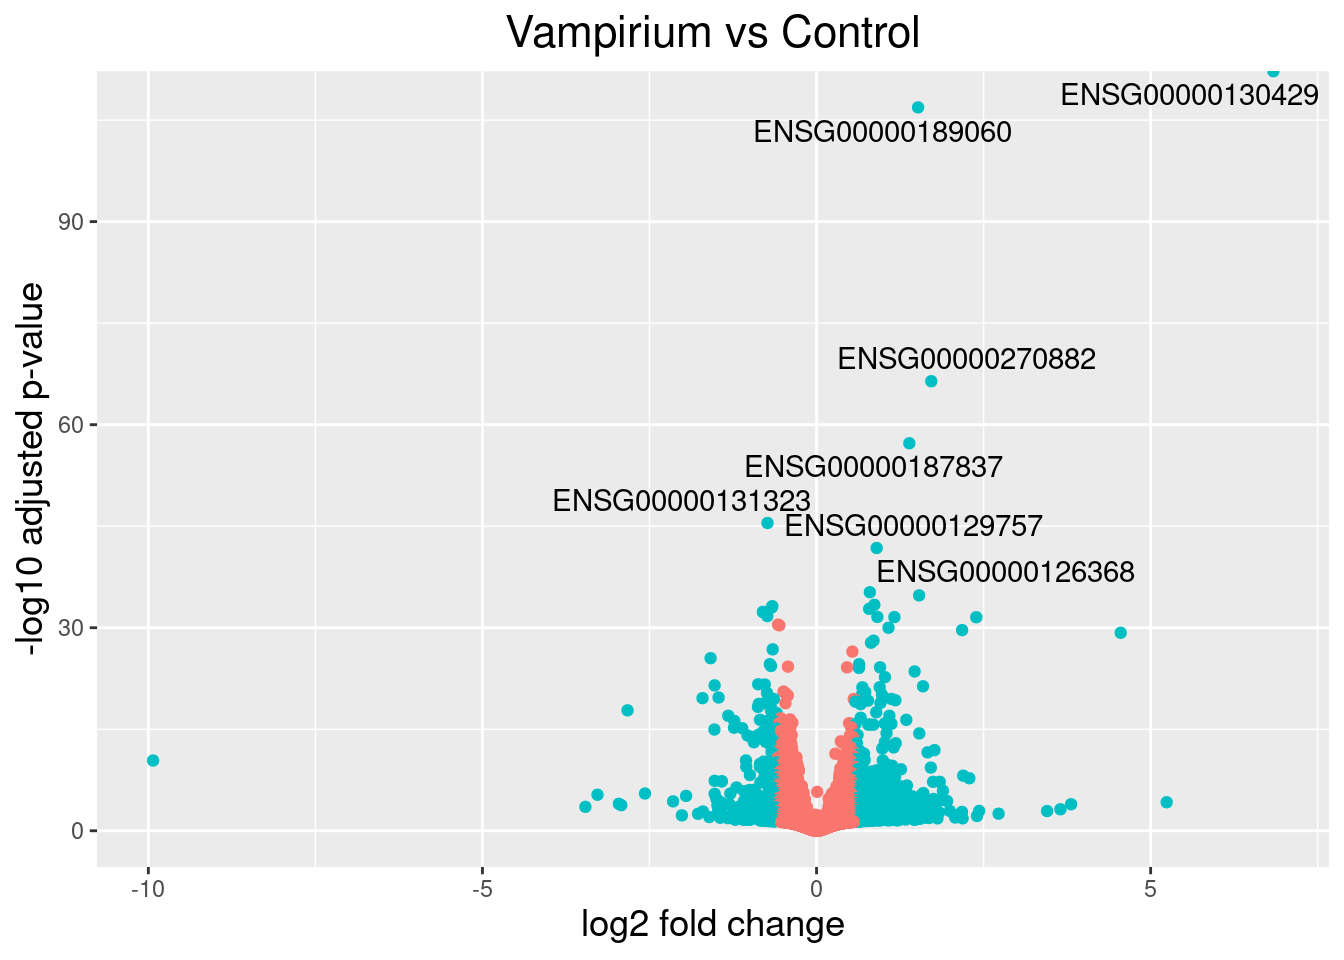 Vampirium vs Control
ENSG00000130429
ENSG00000189060
90
ENSG00000270882
60
ENSG00000187837
ENSG00000131323
ENSG00000129757
ENSG00000126368
30
0
-log10 adjusted p-value
-10 -5 0 5
log2 fold change